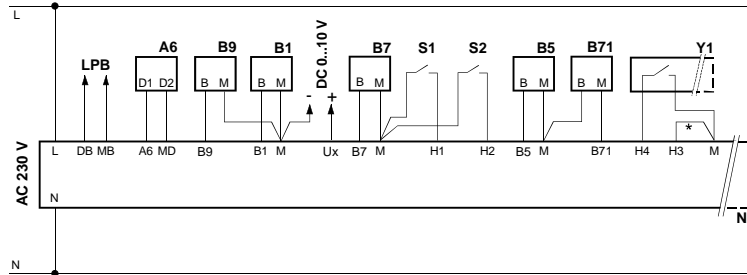 L
LPB
A6
B9
B1
DC 0...10 V
B7
S1
S2
B5
B71
Y1
D1 D2
B M
B M
- +
B M
B M
B M
*
AC 230 V
L DB MB A6 MD B9 B1 M Ux B7 M H1 H2 B5 M B71 H4 H3 M
N
N
N